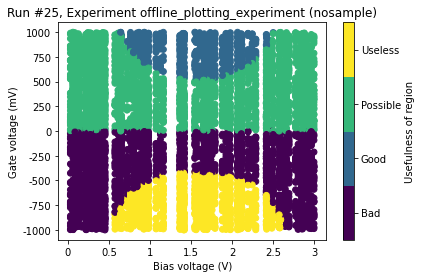 Run #25, Experiment offline_plotting_experiment (nosample)
1000
750
500
250
0
-250
-500
-750
-1000
Gate voltage (mV)
0 0.5 1 1.5 2 2.5 3
Bias voltage (V)
Useless
Possible
Good
Bad
Usefulness of region